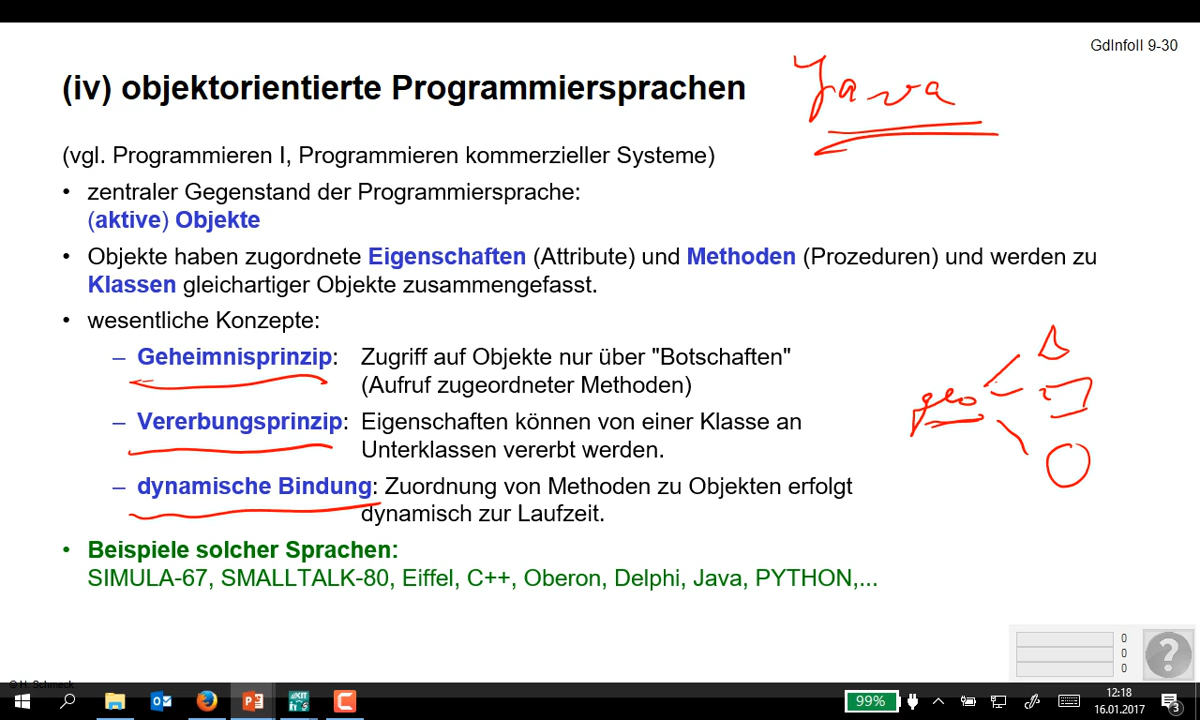 GdInfoII 9-30
(iv) objektorientierte Programmiersprachen
Java
(vgl. Programmieren I, Programmieren kommerzieller Systeme)
• zentraler Gegenstand der Programmiersprache:
(aktive) Objekte
• Objekte haben zugordnete Eigenschaften (Attribute) und Methoden (Prozeduren) und werden zu
Klassen gleichartiger Objekte zusammengefasst.
• wesentliche Konzepte:
– Geheimnisprinzip: Zugriff auf Objekte nur über "Botschaften"
(Aufruf zugeordneter Methoden)
– Vererbungsprinzip: Eigenschaften können von einer Klasse an
Unterklassen vererbt werden.
geo
– dynamische Bindung: Zuordnung von Methoden zu Objekten erfolgt
dynamisch zur Laufzeit.
• Beispiele solcher Sprachen:
SIMULA-67, SMALLTALK-80, Eiffel, C++, Oberon, Delphi, Java, PYTHON,...
0
0
0
?
© H. Schmeck
99%
12:18
16.01.2017
3